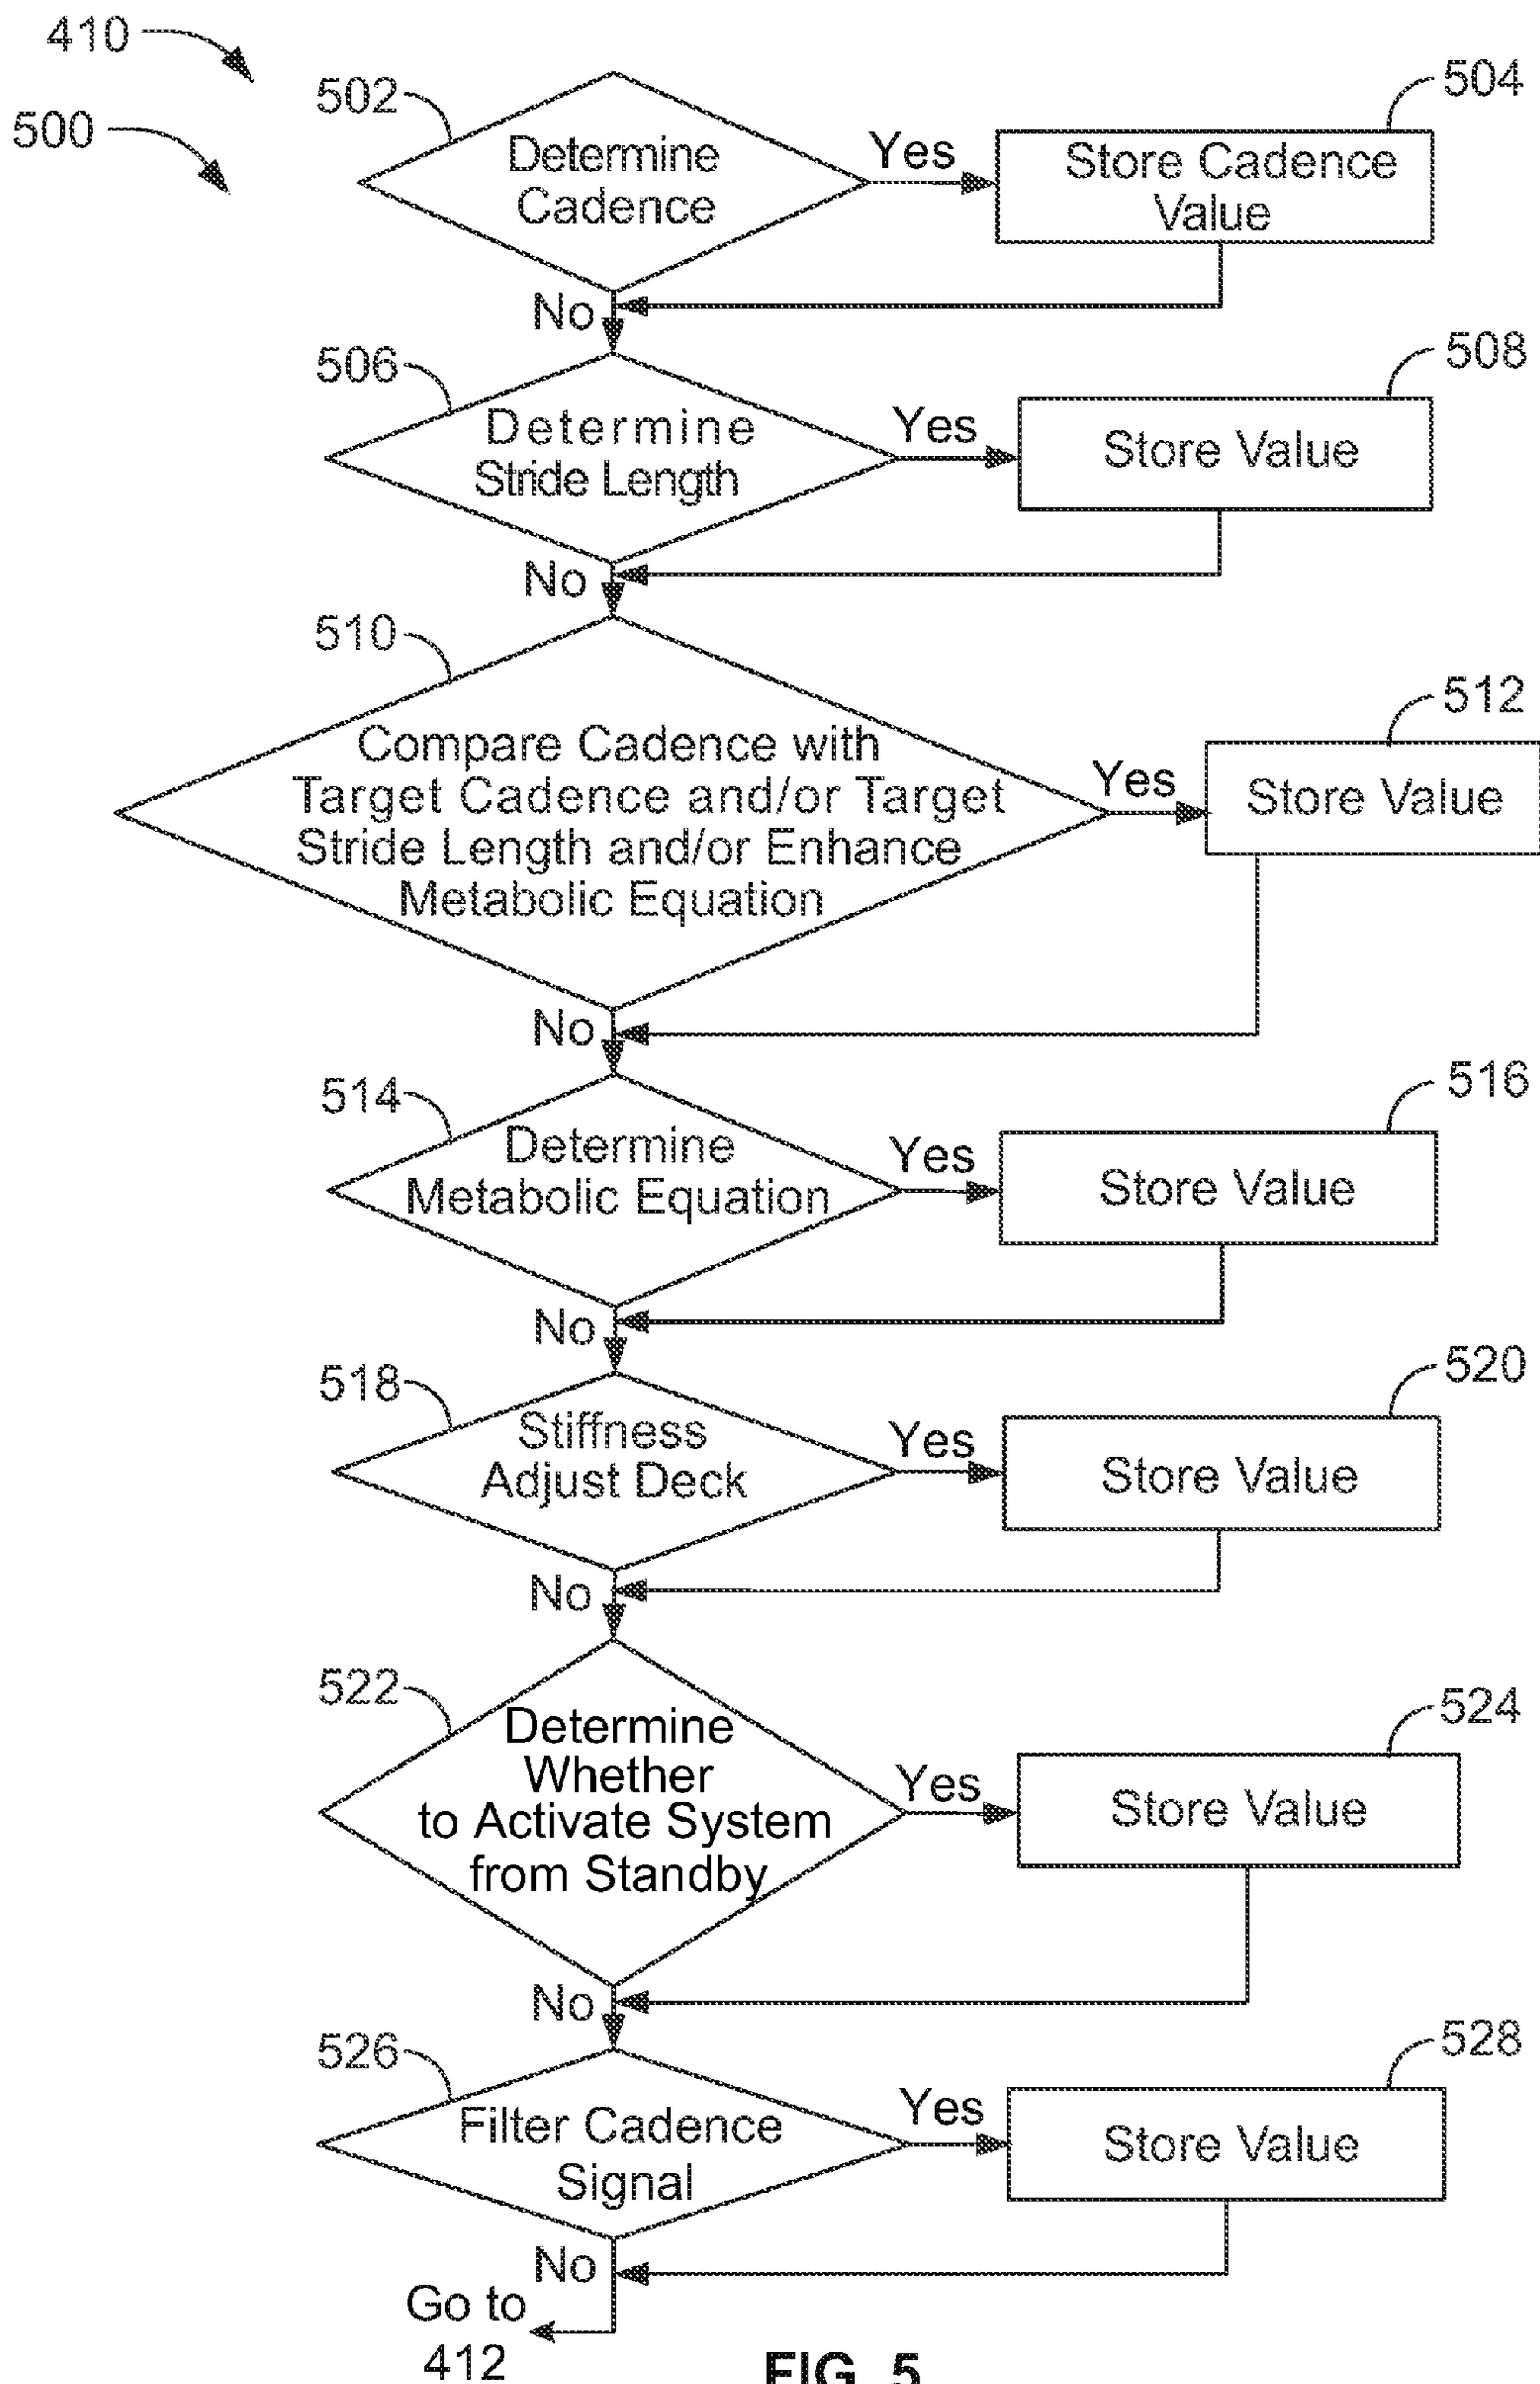 410
500
502
Determine
Cadence
Yes
504
Store Cadence
Value
No
506
Determine
Stride Length
Yes
508
Store Value
No
510
Compare Cadence with
Target Cadence and/or Target
Stride Length and/or Enhance
Metabolic Equation
Yes
512
Store Value
No
514
Determine
Metabolic Equation
Yes
516
Store Value
No
518
Stiffness
Adjust Deck
Yes
520
Store Value
No
522
Determine
Whether
to Activate System
from Standby
Yes
524
Store Value
No
526
Filter Cadence
Signal
Yes
528
Store Value
No
Go to
412
FIG. 5